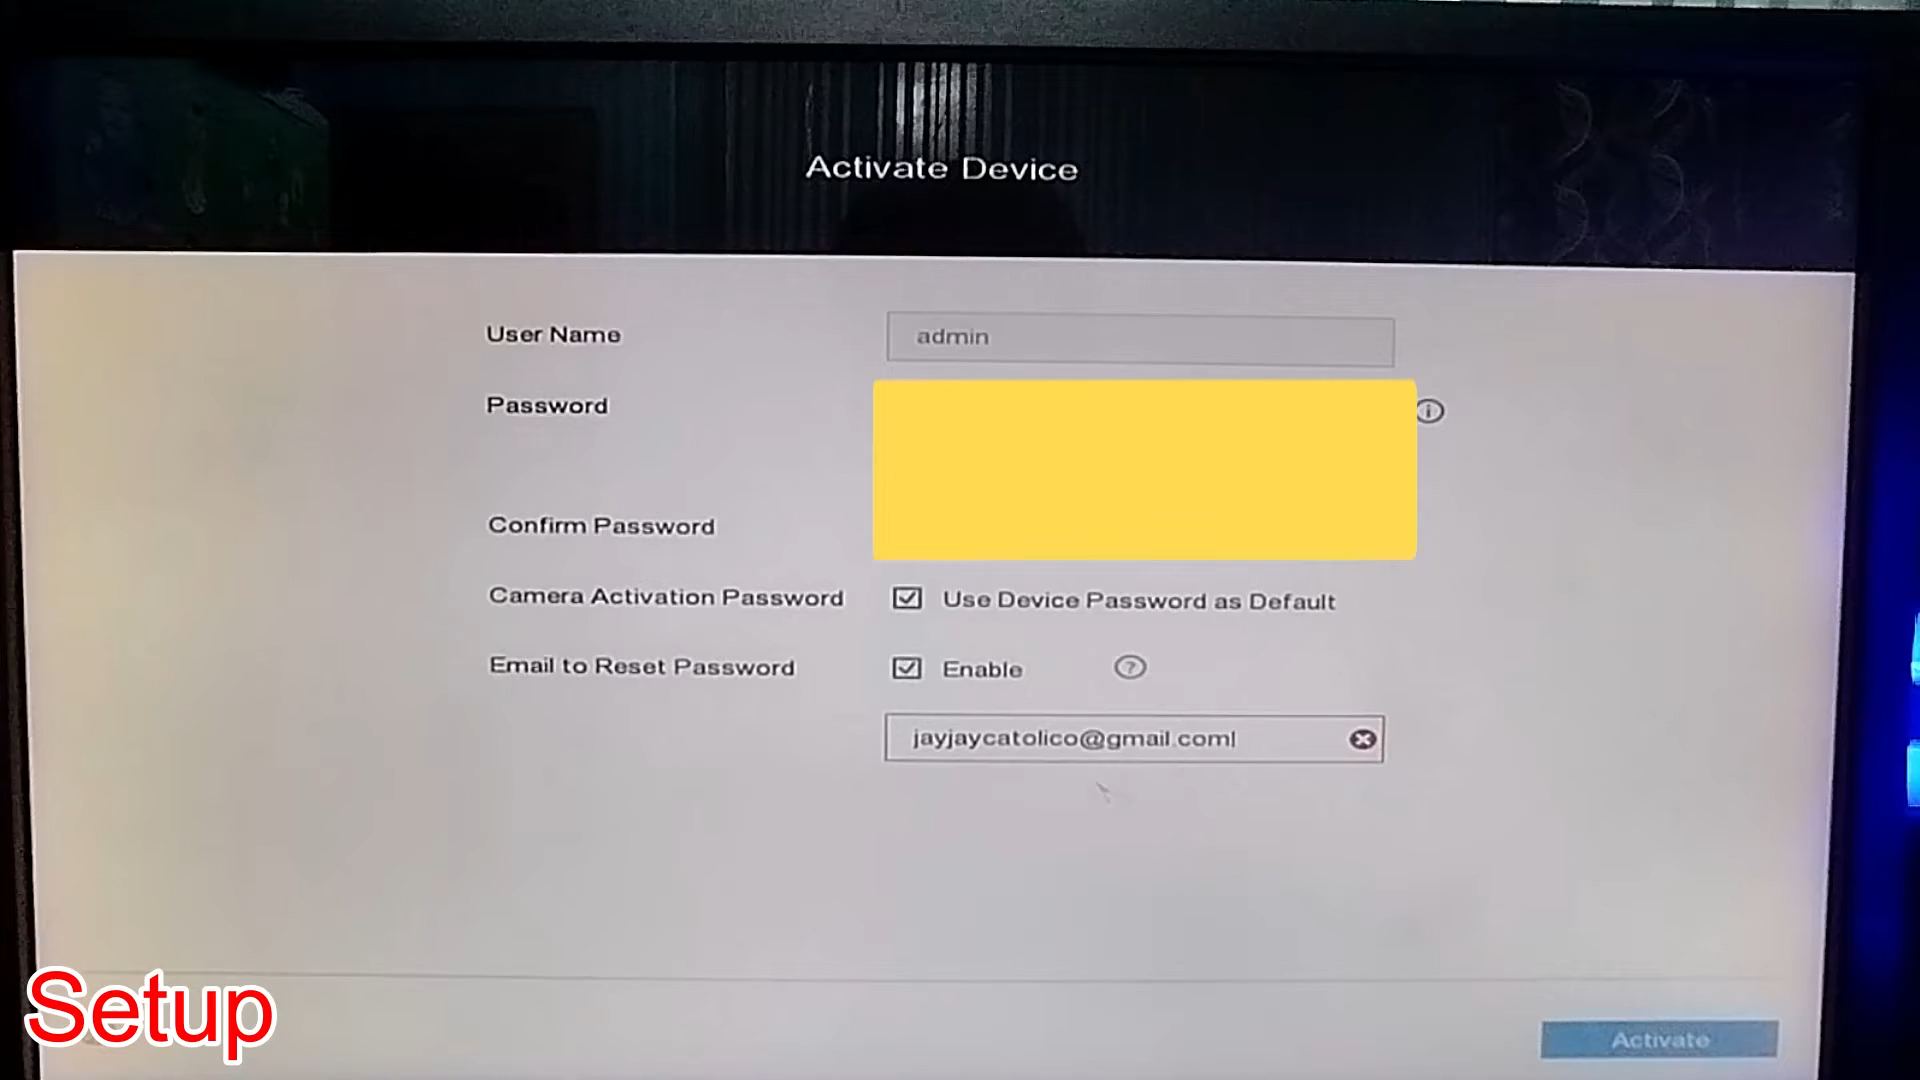 Activate Device
User Name
admin
Password
Confirm Password
Camera Activation Password
Use Device Password as Default
Email to Reset Password
Enable
jayjaycatolico@gmail.com
Setup
Activate